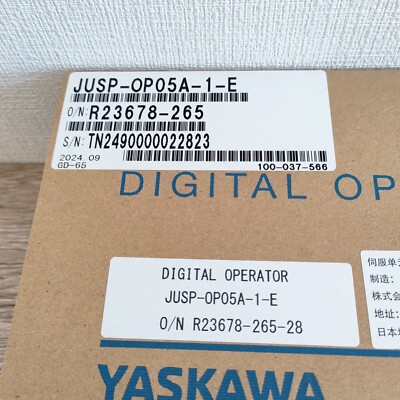 JUSP-OP05A-1-E
O/N: R23678-265
S/N: TN2490000022823
2024.09
GD-65
100-037-566
DIGITAL OP
伺服单
制造:
株式会
地址:
日本
DIGITAL OPERATOR
JUSP-OP05A-1-E
O/N R23678-265-28
YASKAWA